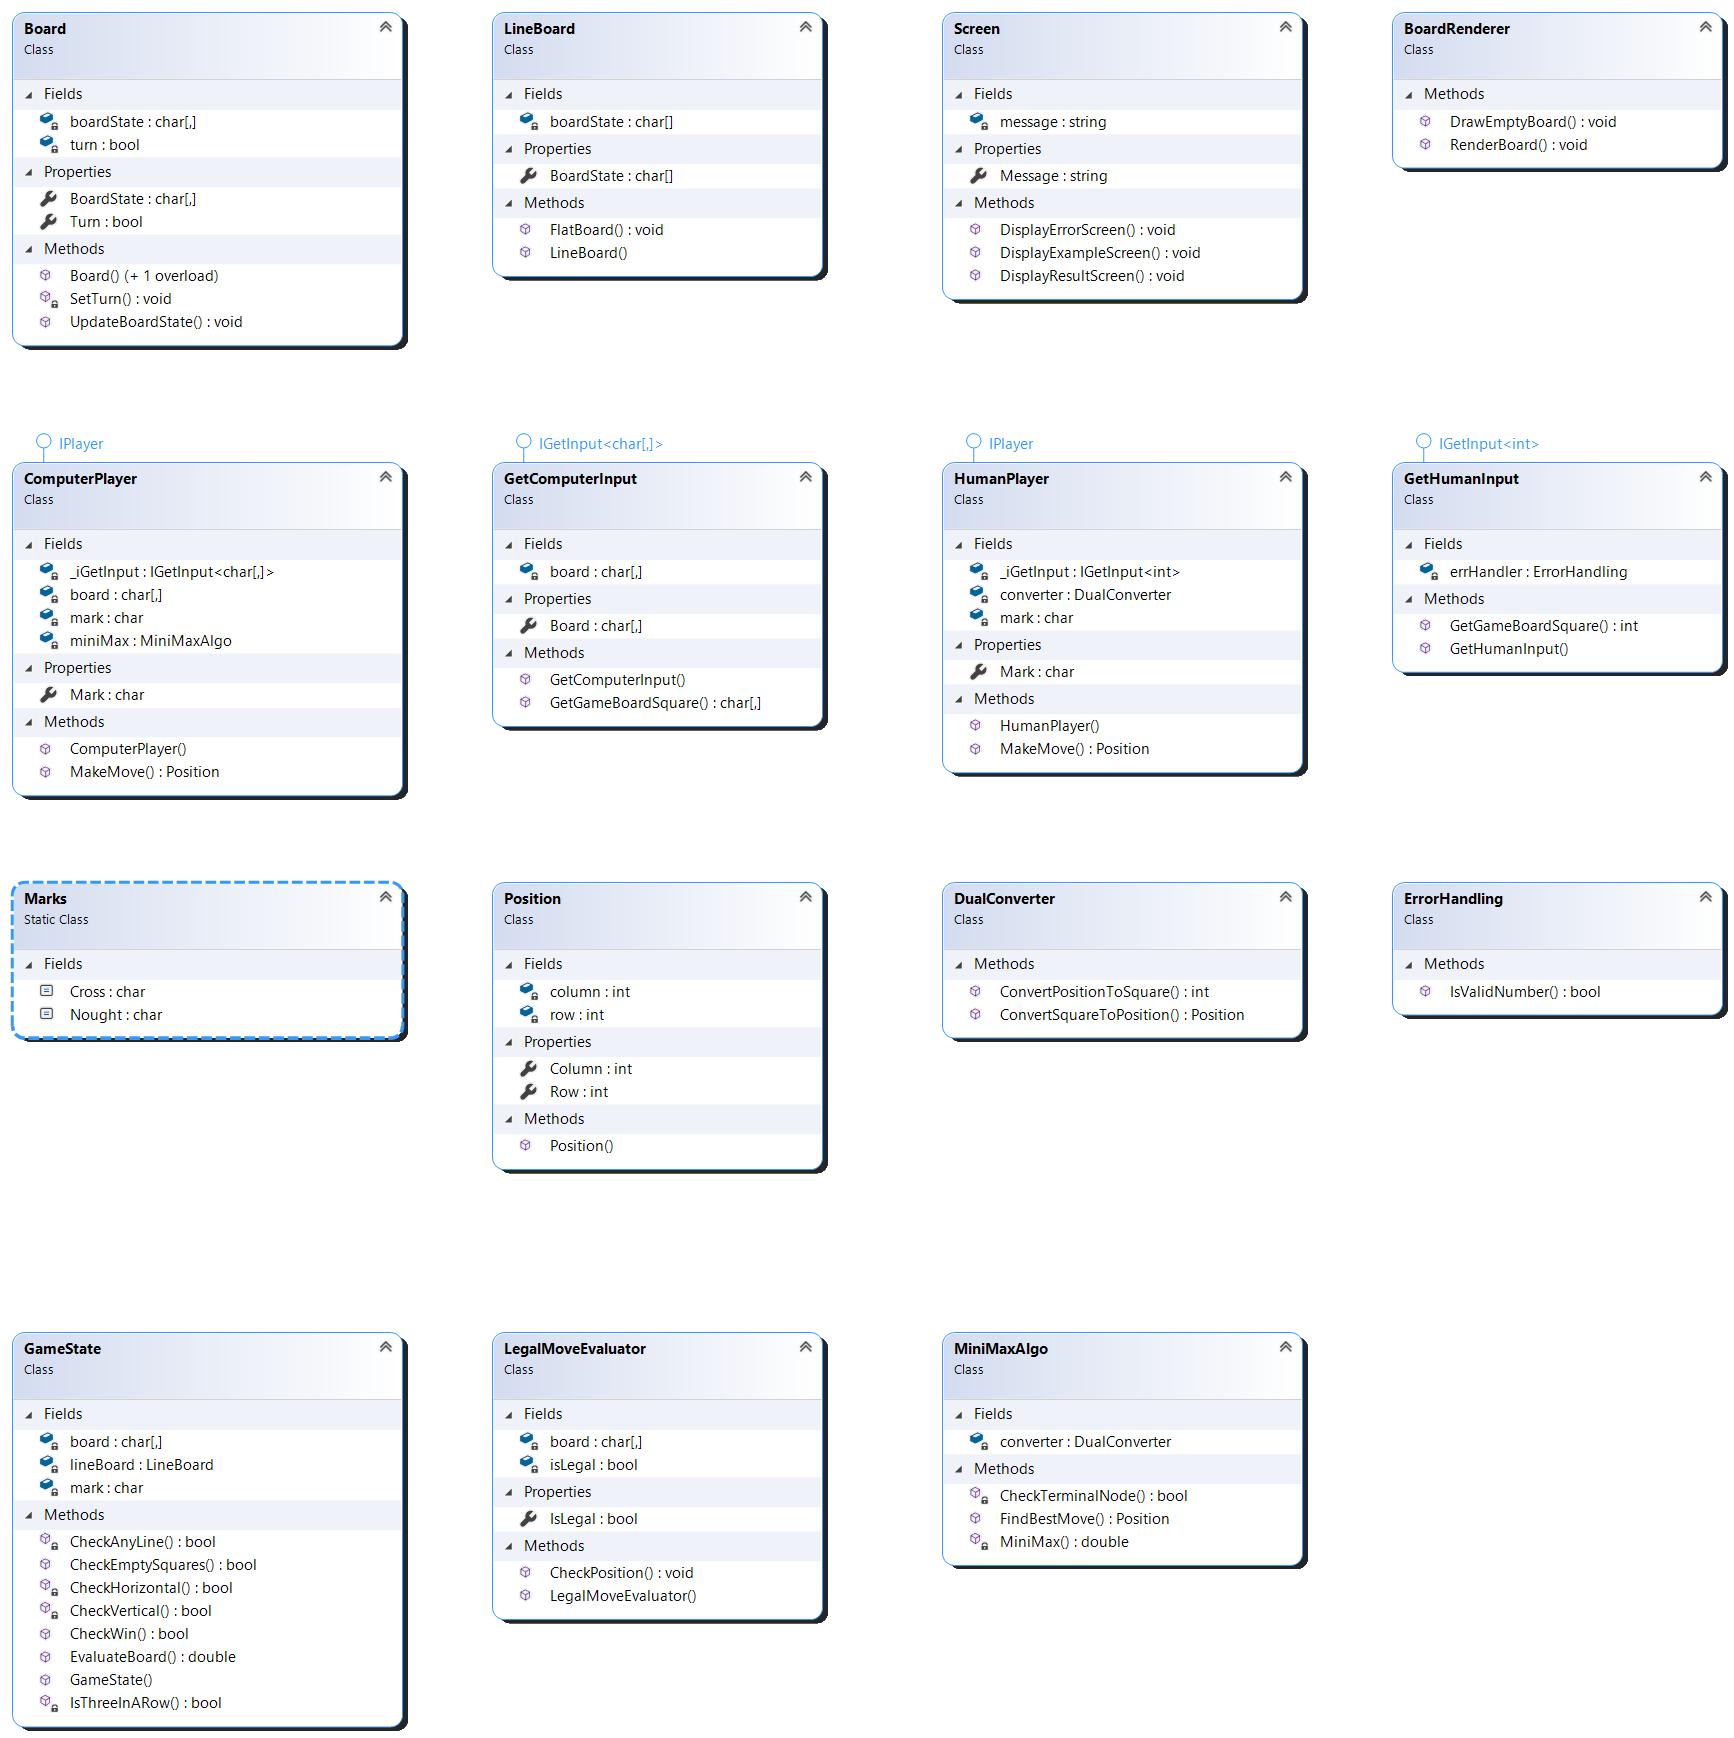 Board
Class
Fields
boardState : char[,]
turn : bool
Properties
BoardState : char[,]
Turn : bool
Methods
Board() (+ 1 overload)
SetTurn() : void
UpdateBoardState() : void
LineBoard
Class
Fields
boardState : char[]
Properties
BoardState : char[]
Methods
FlatBoard() : void
LineBoard()
Screen
Class
Fields
message : string
Properties
Message : string
Methods
DisplayErrorScreen() : void
DisplayExampleScreen() : void
DisplayResultScreen() : void
BoardRenderer
Class
Methods
DrawEmptyBoard() : void
RenderBoard() : void
IPlayer
ComputerPlayer
Class
Fields
_iGetInput : IGetInput<char[,]>
board : char[,]
mark : char
miniMax : MiniMaxAlgo
Properties
Mark : char
Methods
ComputerPlayer()
MakeMove() : Position
IGetInput<char[,]>
GetComputerInput
Class
Fields
board : char[,]
Properties
Board : char[,]
Methods
GetComputerInput()
GetGameBoardSquare() : char[,]
IPlayer
HumanPlayer
Class
Fields
_iGetInput : IGetInput<int>
converter : DualConverter
mark : char
Properties
Mark : char
Methods
HumanPlayer()
MakeMove() : Position
IGetInput<int>
GetHumanInput
Class
Fields
errHandler : ErrorHandling
Methods
GetGameBoardSquare() : int
GetHumanInput()
Marks
Static Class
Fields
Cross : char
Nought : char
Position
Class
Fields
column : int
row : int
Properties
Column : int
Row : int
Methods
Position()
DualConverter
Class
Methods
ConvertPositionToSquare() : int
ConvertSquareToPosition() : Position
ErrorHandling
Class
Methods
IsValidNumber() : bool
GameState
Class
Fields
board : char[,]
lineBoard : LineBoard
mark : char
Methods
CheckAnyLine() : bool
CheckEmptySquares() : bool
CheckHorizontal() : bool
CheckVertical() : bool
CheckWin() : bool
EvaluateBoard() : double
GameState()
IsThreeInARow() : bool
LegalMoveEvaluator
Class
Fields
board : char[,]
isLegal : bool
Properties
IsLegal : bool
Methods
CheckPosition() : void
LegalMoveEvaluator()
MiniMaxAlgo
Class
Fields
converter : DualConverter
Methods
CheckTerminalNode() : bool
FindBestMove() : Position
MiniMax() : double